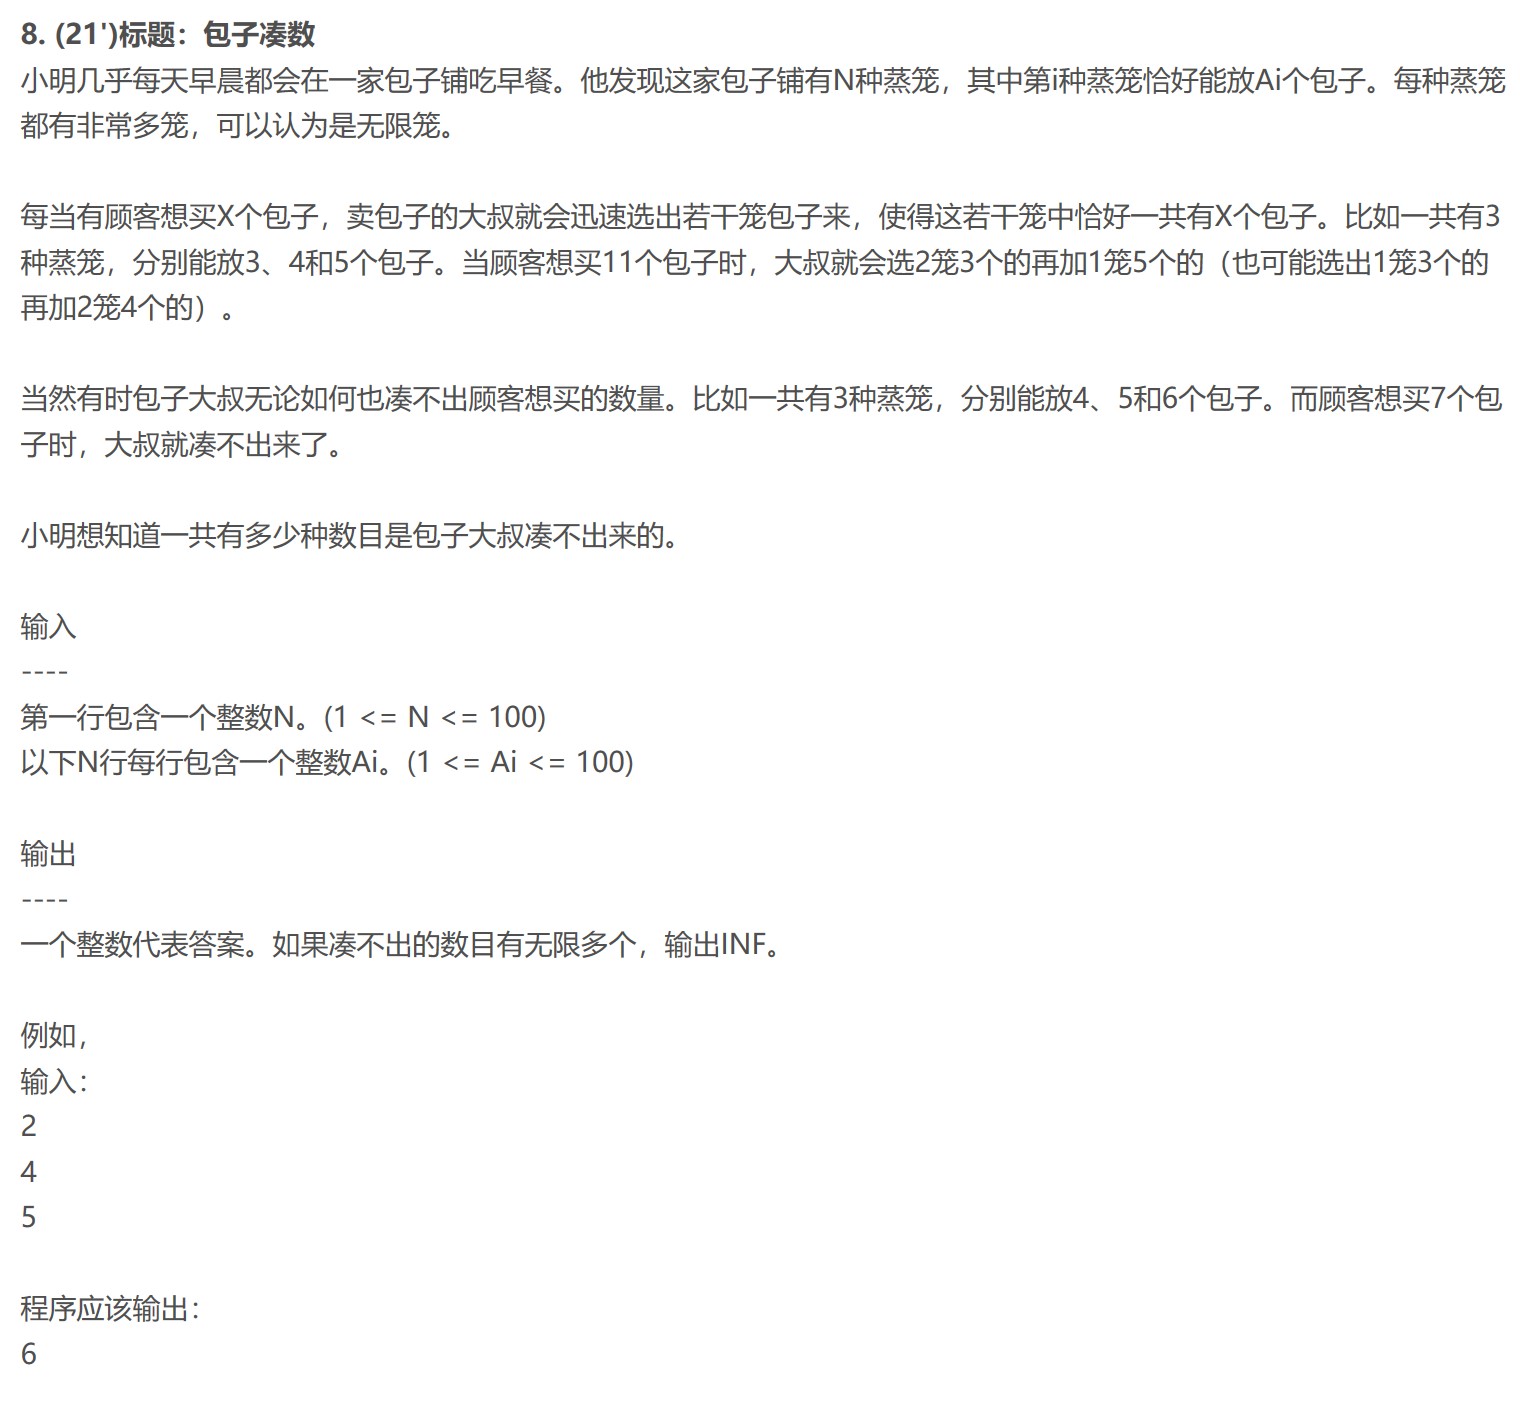 8. (21')标题：包子凑数
小明几乎每天早晨都会在一家包子铺吃早餐。他发现这家包子铺有N种蒸笼，其中第i种蒸笼恰好能放Ai个包子。每种蒸笼
都有非常多笼，可以认为是无限笼。
每当有顾客想买X个包子，卖包子的大叔就会迅速选出若干笼包子来，使得这若干笼中恰好一共有X个包子。比如一共有3
种蒸笼，分别能放3、4和5个包子。当顾客想买11个包子时，大叔就会选2笼3个的再加1笼5个的（也可能选出1笼3个的
再加2笼4个的）。
当然有时包子大叔无论如何也凑不出顾客想买的数量。比如一共有3种蒸笼，分别能放4、5和6个包子。而顾客想买7个包
子时，大叔就凑不出来了。
小明想知道一共有多少种数目是包子大叔凑不出来的。
输入
----
第一行包含一个整数N。(1 <= N <= 100)
以下N行每行包含一个整数Ai。(1 <= Ai <= 100)
输出
----
一个整数代表答案。如果凑不出的数目有无限多个，输出INF。
例如，
输入：
2
4
5
程序应该输出：
6